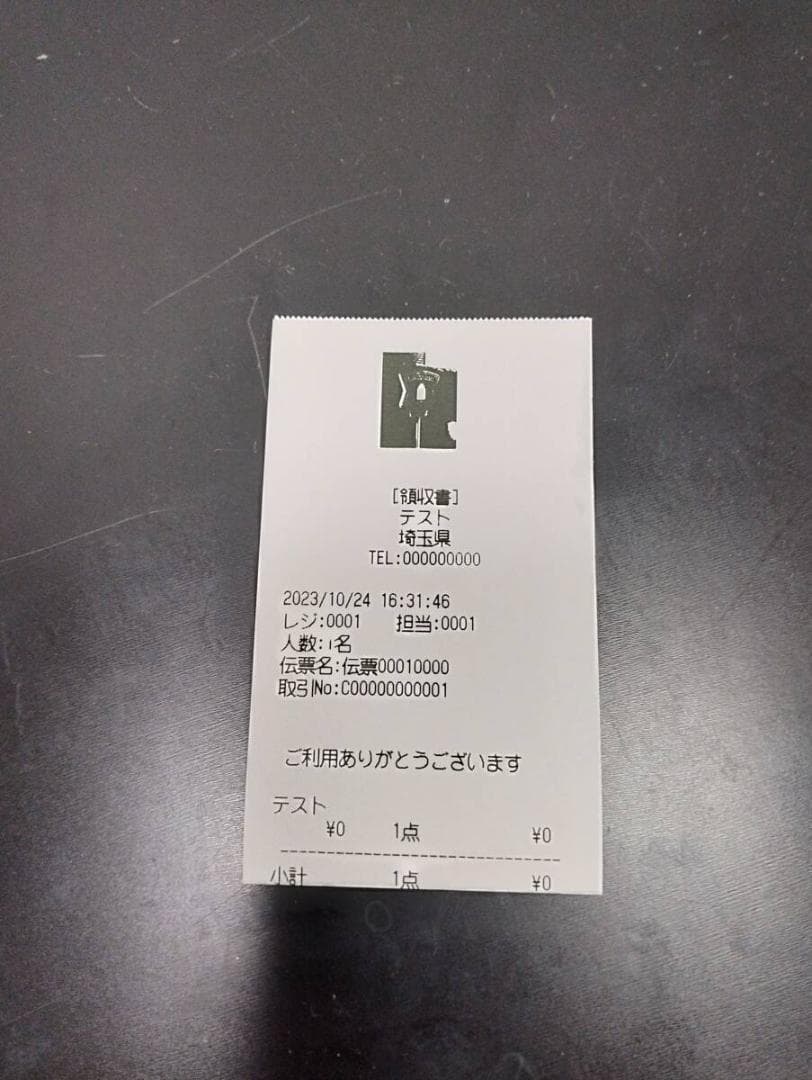 [領収書]
テスト
埼玉県
TEL:000000000
2023/10/24 16:31:46
レジ:0001 担当:0001
人数:1名
伝票名:伝票00010000
取引No:C00000000001
ご利用ありがとうございます
テスト
¥0 1点 ¥0
小計 1点 ¥0